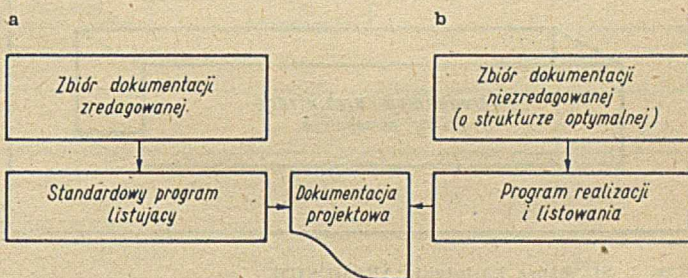 a
Zbiór dokumentacji
zredagowanej.
Standardowy program
listujący
Dokumentacja
projektowa
b
Zbiór dokumentacji
niezredagowanej
(o strukturze optymalnej)
Program realizacji
i listowania